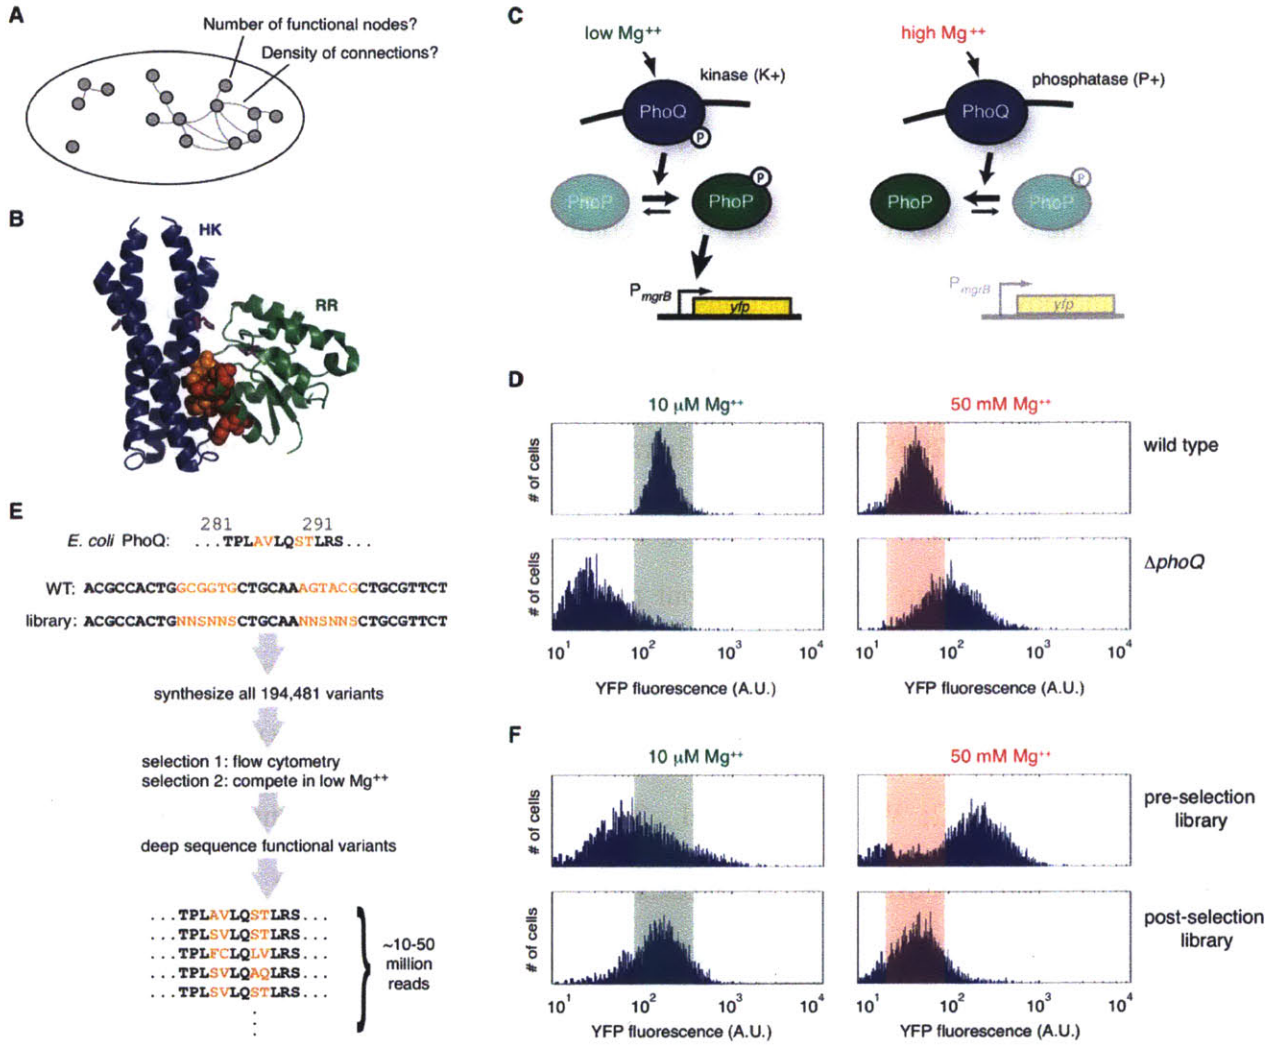 A
Number of functional nodes?
Density of connections?
B
HK
RR
C
low Mg++
kinase (K+)
PhoQ
P
PhoP
PhoP
P
PmgrB
yfp
high Mg++
phosphatase (P+)
PhoQ
PhoP
PhoP
P
PmgrB
yfp
D
10 µM Mg++
50 mM Mg++
# of cells
wild type
# of cells
ΔphoQ
10¹ 10² 10³ 10⁴
10¹ 10² 10³ 10⁴
YFP fluorescence (A.U.)
YFP fluorescence (A.U.)
E
281 291
E. coli PhoQ: ...TPLAVLQSTLRS...
WT: ACGCCACTGGCGGTGCTGCAAAGTACGCTGCGTTCT
library: ACGCCACTGNNSNNSCTGCAANNSNNSCTGCGTTCT
synthesize all 194,481 variants
selection 1: flow cytometry
selection 2: compete in low Mg++
deep sequence functional variants
...TPLAVLQSTLRS...
...TPLSVLQSTLRS...
...TPLFCLQLVLRS...
...TPLSVLQAQLRS...
...TPLSVLQSTLRS...
~10-50
million
reads
F
10 µM Mg++
50 mM Mg++
# of cells
pre-selection
library
# of cells
post-selection
library
10¹ 10² 10³ 10⁴
10¹ 10² 10³ 10⁴
YFP fluorescence (A.U.)
YFP fluorescence (A.U.)